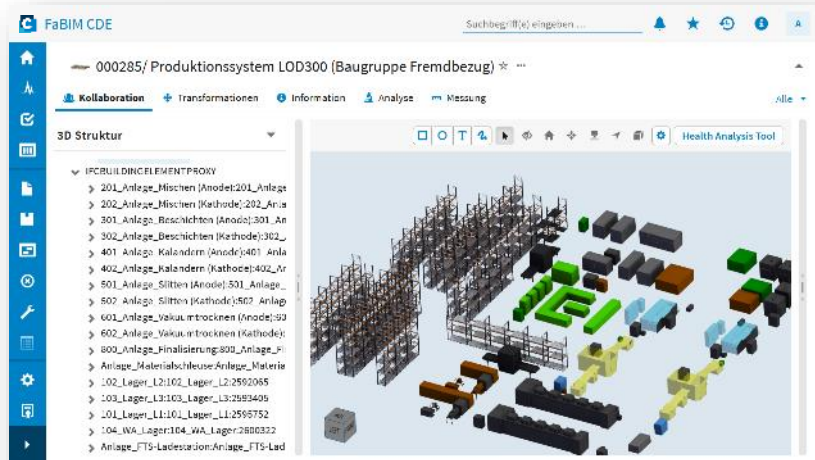 FaBIM CDE
Suchbegriff(e) eingeben ...
A
000285/ Produktionssystem LOD300 (Baugruppe Fremdbezug)
Kollaboration
Transformationen
Information
Analyse
Messung
Alle
3D Struktur
T
Health Analysis Tool
IFCBUILDINGELEMENTPROXY
201_Anlage_Mischen (Anode):201_Anlage
202_Anlage_Mischen (Kathode):202_Anla
301_Anlage_Beschichten (Anode):301_An
302_Anlage_Beschichten (Kathode):302_
401_Anlage_Kalandern (Anode):401_Anla
402_Anlage_Kalandern (Kathode):402_An
501_Anlage_Slitten (Anode):501_Anlage_
502_Anlage_Slitten (Kathode):502_Anlag
601_Anlage_Vakuumtrocknen (Anode):60
602_Anlage_Vakuumtrocknen (Kathode):
800_Anlage_Finalisierung:800_Anlage_Fi
Anlage_Materialschleuse:Anlage_Materia
102_Lager_L2:102_Lager_L2:2592065
103_Lager_L3:103_Lager_L3:2593405
101_Lager_L1:101_Lager_L1:2595752
104_WA_Lager:104_WA_Lager:2600322
Anlage_FTS-Ladestation:Anlage_FTS-Lad